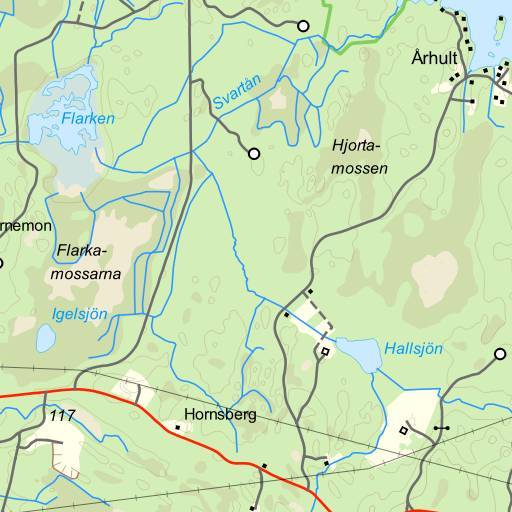 Århult
Svartån
Flarken
Hjorta-
mossen
rnemon
Flarka-
mossarna
Igelsjön
Hallsjön
117
Hornsberg